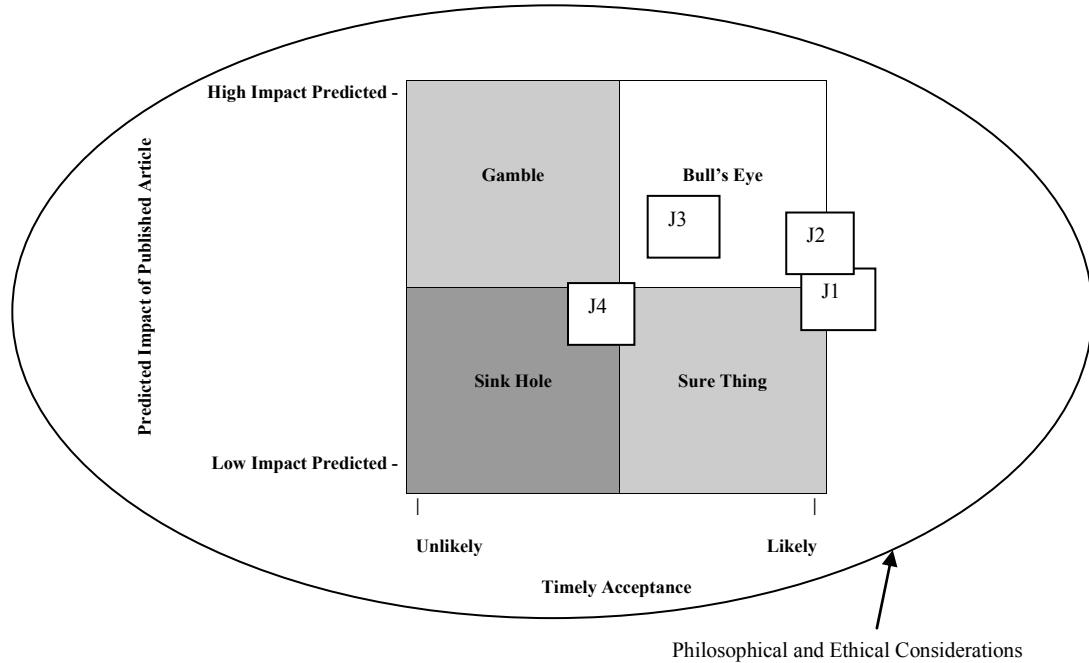 High Impact Predicted -
Predicted Impact of Published Article
Gamble
Bull's Eye
J3
J2
J1
J4
Sink Hole
Sure Thing
Low Impact Predicted -
| |
Unlikely
Likely
Timely Acceptance
Philosophical and Ethical Considerations